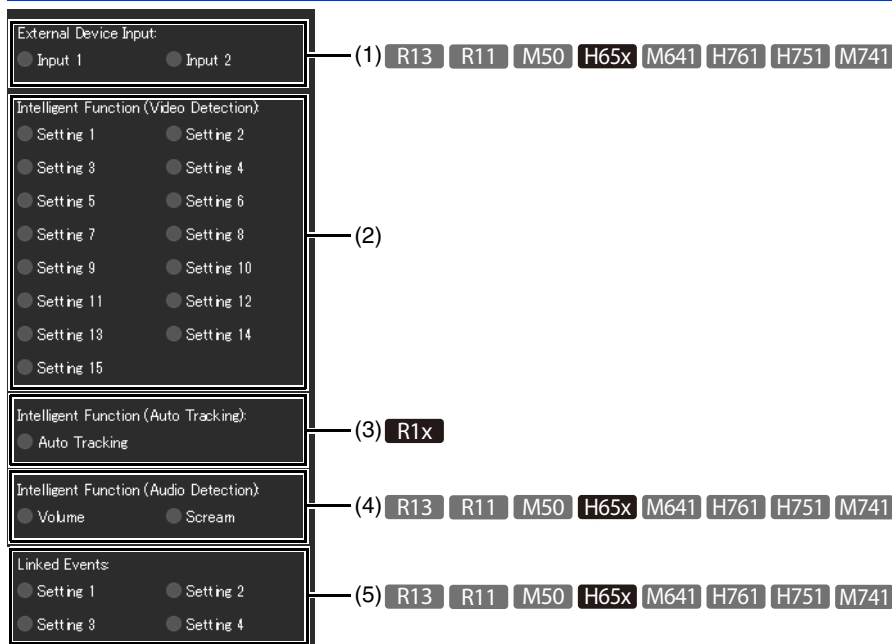 External Device Input:
Input 1 Input 2
(1) R13 R11 M50 H65x M641 H761 H751 M741
Intelligent Function (Video Detection):
Setting 1 Setting 2
Setting 3 Setting 4
Setting 5 Setting 6
Setting 7 Setting 8
(2)
Setting 9 Setting 10
Setting 11 Setting 12
Setting 13 Setting 14
Setting 15
Intelligent Function (Auto Tracking):
Auto Tracking
(3) R1x
Intelligent Function (Audio Detection):
Volume Scream
(4) R13 R11 M50 H65x M641 H761 H751 M741
Linked Events:
Setting 1 Setting 2
(5) R13 R11 M50 H65x M641 H761 H751 M741
Setting 3 Setting 4